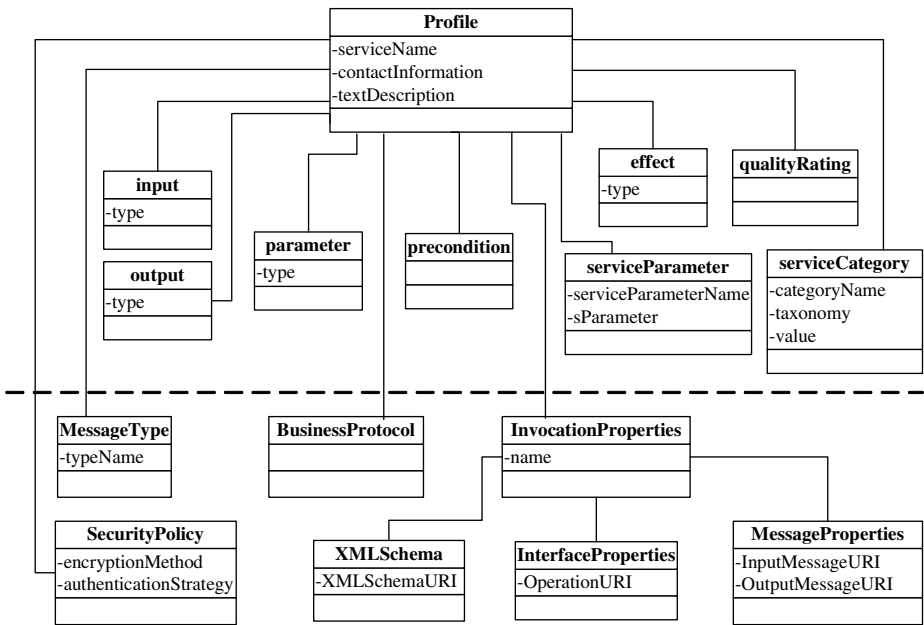 Profile
-serviceName
-contactInformation
-textDescription
input
-type
output
-type
parameter
-type
precondition
effect
-type
qualityRating
serviceParameter
-serviceParameterName
-sParameter
serviceCategory
-categoryName
-taxonomy
-value
MessageType
-typeName
BusinessProtocol
InvocationProperties
-name
SecurityPolicy
-encryptionMethod
-authenticationStrategy
XMLSchema
-XMLSchemaURI
InterfaceProperties
-OperationURI
MessageProperties
-InputMessageURI
-OutputMessageURI